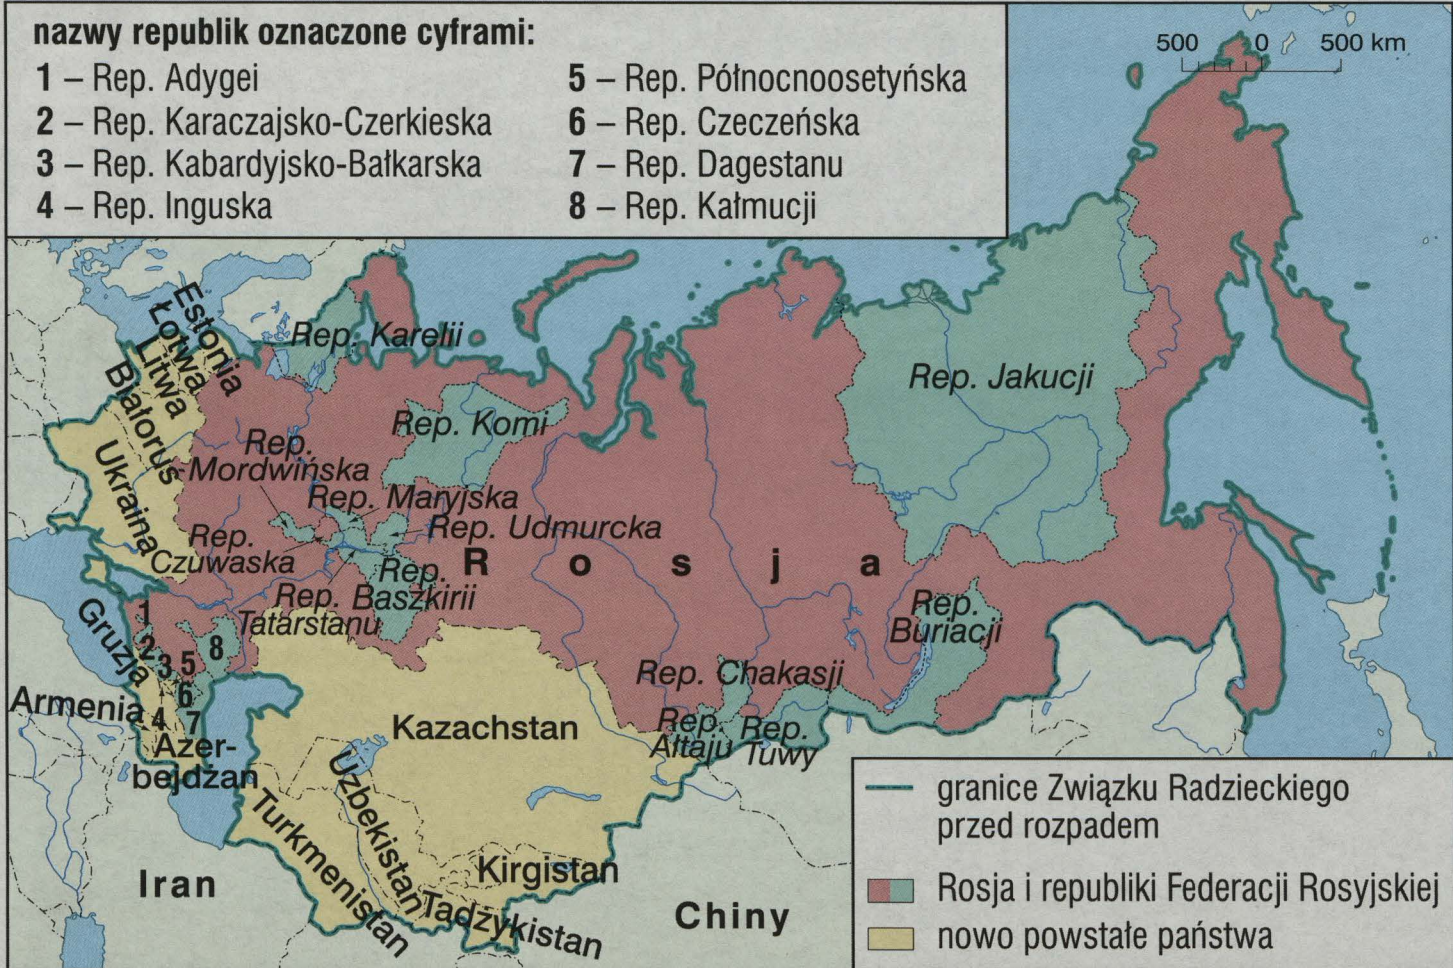 nazwy republik oznaczone cyframi:
1 – Rep. Adygei
2 – Rep. Karaczajsko-Czerkieska
3 – Rep. Kabardyjsko-Bałkarska
4 – Rep. Inguska
5 – Rep. Północnoosetyńska
6 – Rep. Czeczeńska
7 – Rep. Dagestanu
8 – Rep. Kałmucji
500 0 500 km
Estonia
Łotwa
Litwa
Białoruś
Ukraina
Rep. Karelii
Rep. Komi
Rep. Jakucji
Rep.
Mordwińska
Rep. Maryjska
Rep. Udmurcka
Rep.
Czuwaska
Rep.
Baszkirii
Rep.
Tatarstanu
Rosja
Rep.
Buriacji
Rep. Chakasji
Rep.
Ałtaju
Rep.
Tuwy
Gruzja
1
2
3
5
8
6
4
7
Armenia
Azer-
bejdżan
Kazachstan
Uzbekistan
Turkmenistan
Kirgistan
Tadżykistan
Iran
Chiny
granice Związku Radzieckiego
przed rozpadem
Rosja i republiki Federacji Rosyjskiej
nowo powstałe państwa